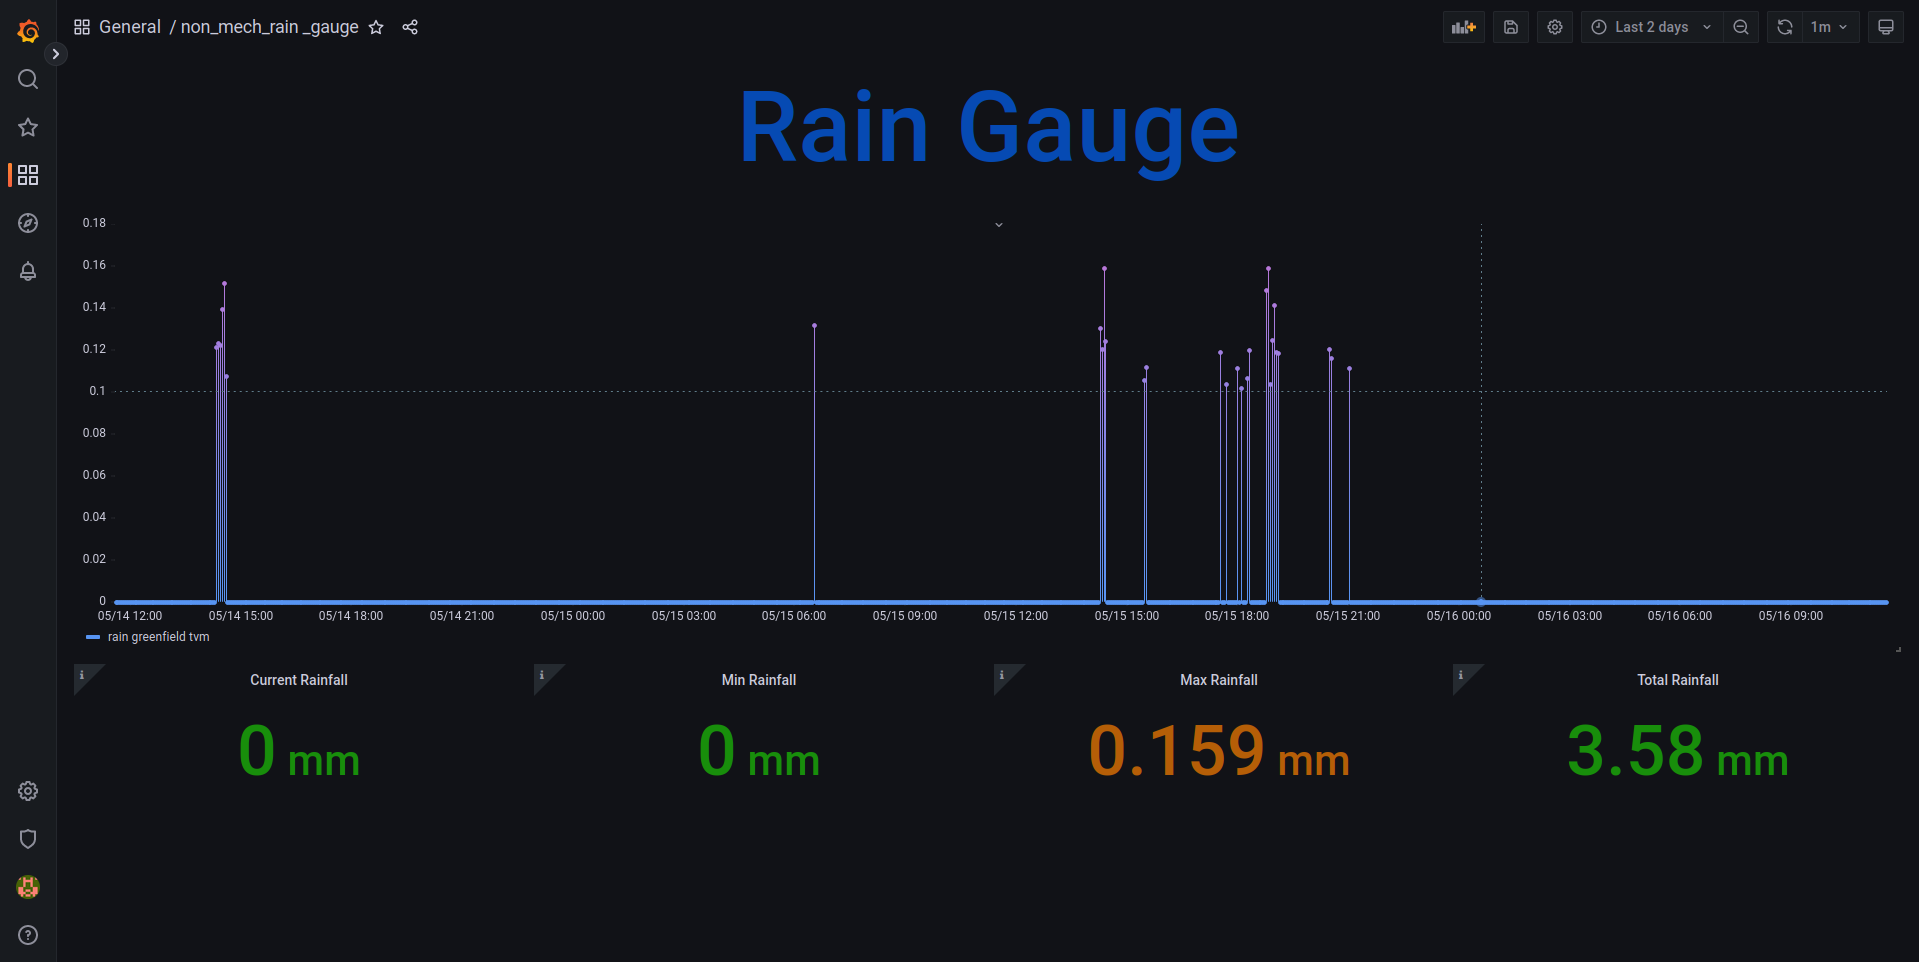 General / non_mech_rain _gauge
Last 2 days
1m
Rain Gauge
0.18
0.16
0.14
0.12
0.1
0.08
0.06
0.04
0.02
0
05/14 12:00 05/14 15:00 05/14 18:00 05/14 21:00 05/15 00:00 05/15 03:00 05/15 06:00 05/15 09:00 05/15 12:00 05/15 15:00 05/15 18:00 05/15 21:00 05/16 00:00 05/16 03:00 05/16 06:00 05/16 09:00
rain greenfield tvm
i Current Rainfall
0 mm
i Min Rainfall
0 mm
i Max Rainfall
0.159 mm
i Total Rainfall
3.58 mm